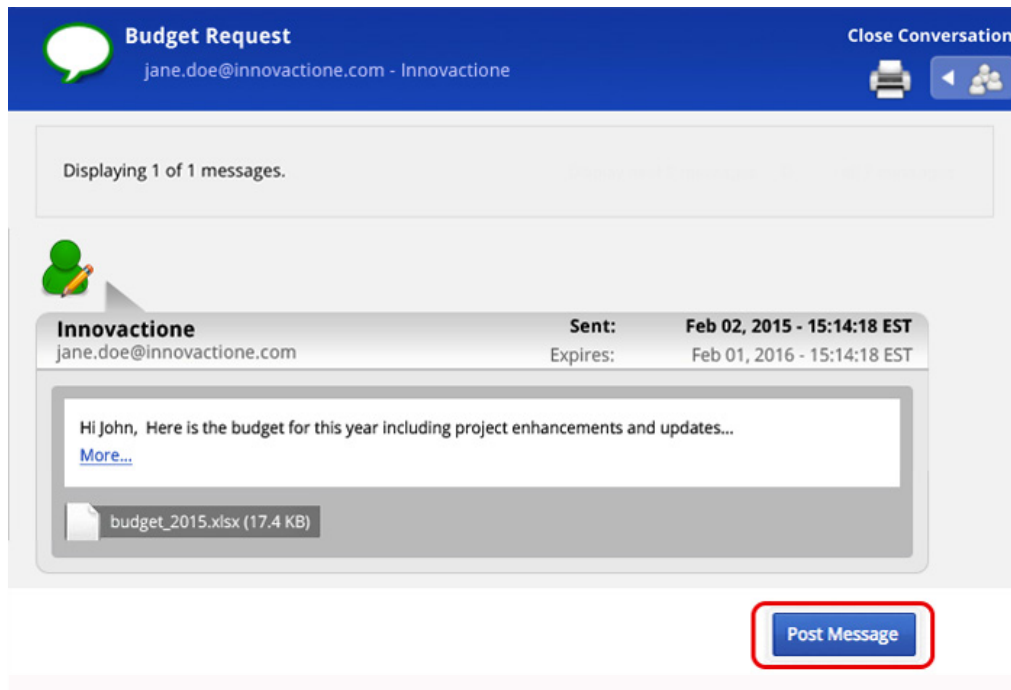 Budget Request
Close Conversation
jane.doe@innovactione.com - Innovactione
Displaying 1 of 1 messages.
Innovactione
Sent: Feb 02, 2015 - 15:14:18 EST
jane.doe@innovactione.com
Expires: Feb 01, 2016 - 15:14:18 EST
Hi John, Here is the budget for this year including project enhancements and updates...
More...
budget_2015.xlsx (17.4 KB)
Post Message